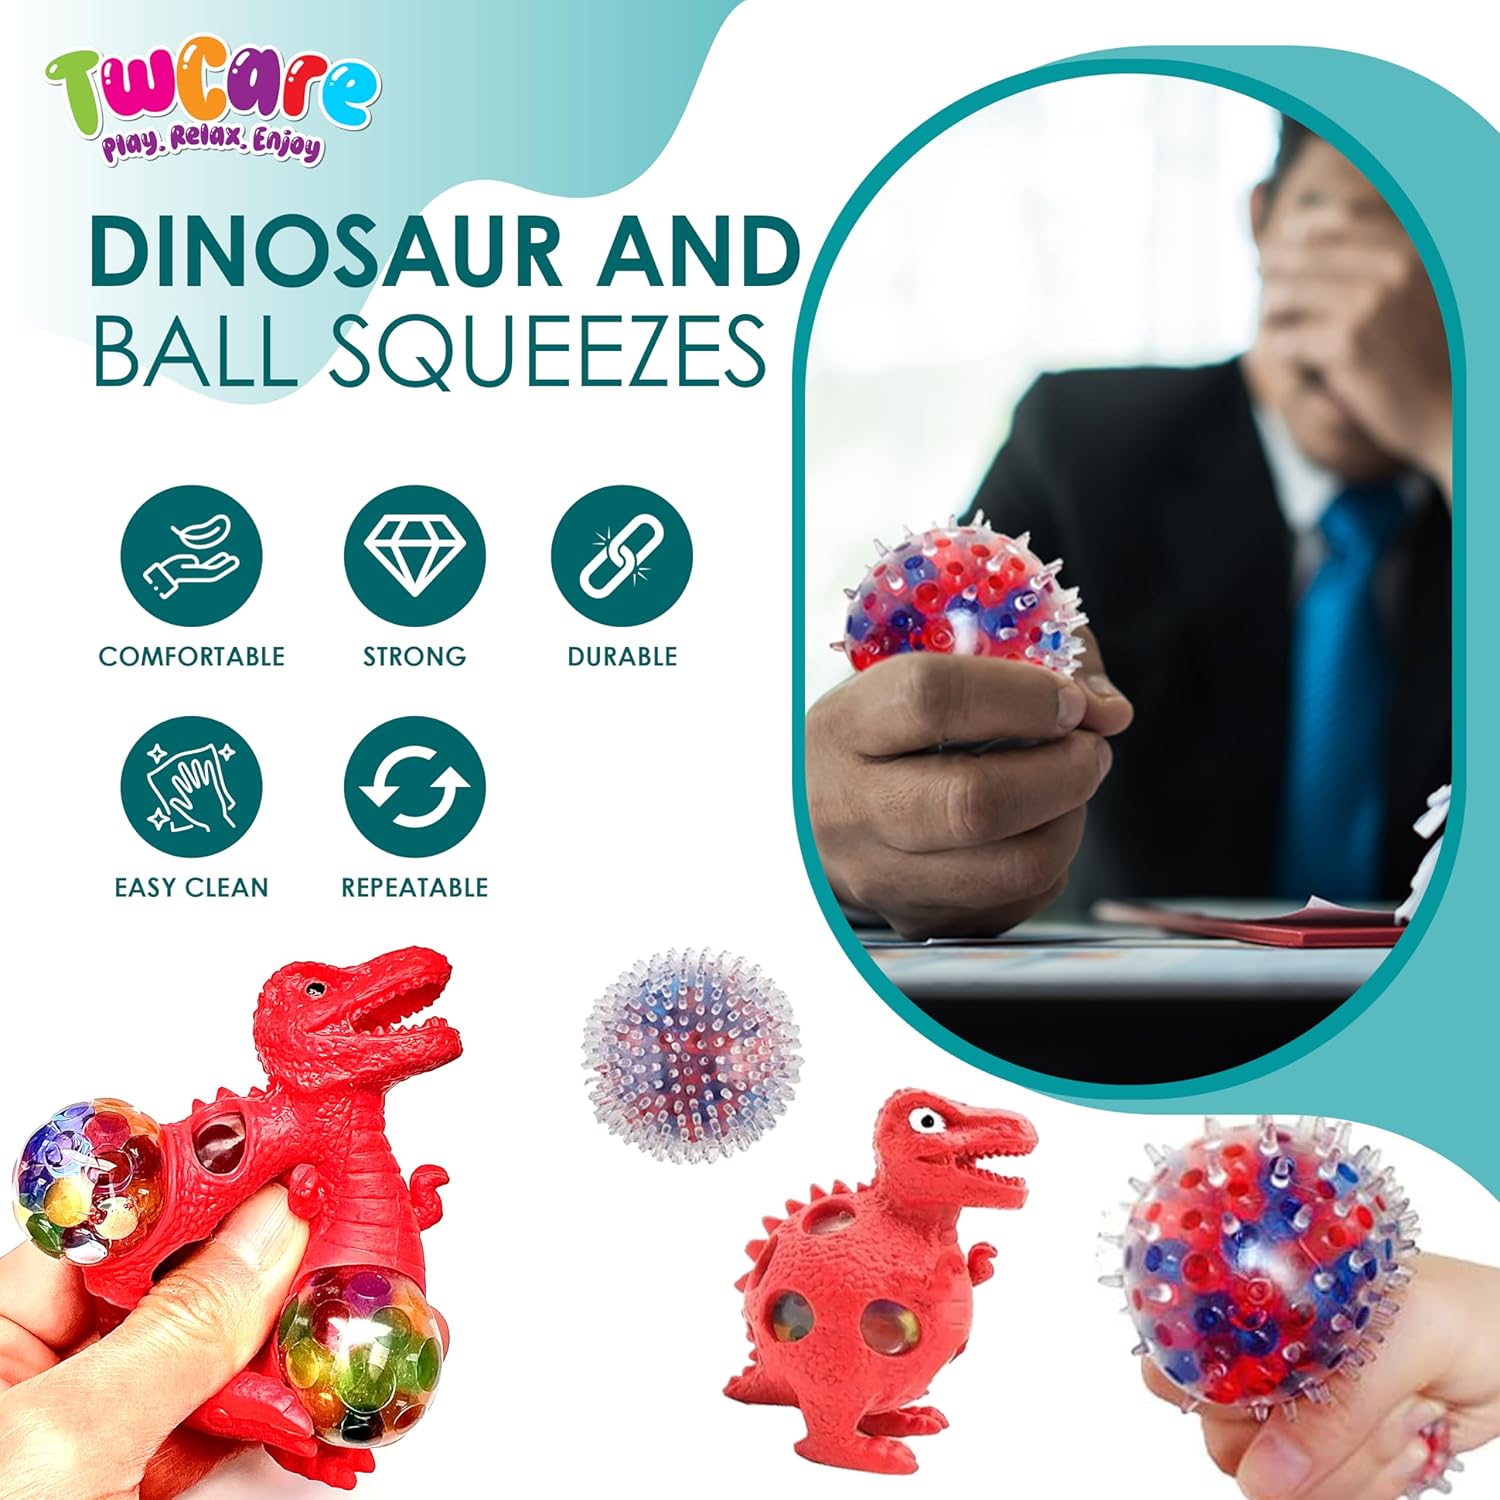 TWCare
Play. Relax. Enjoy
DINOSAUR AND
BALL SQUEEZES
COMFORTABLE
STRONG
DURABLE
EASY CLEAN
REPEATABLE